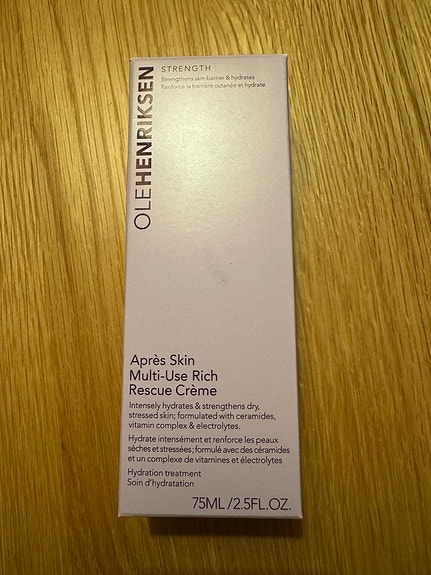 OLEHENRIKSEN
STRENGTH
Strengthens skin barrier & hydrates
Renforce la barrière cutanée et hydrate
Après Skin
Multi-Use Rich
Rescue Crème
Intensely hydrates & strengthens dry,
stressed skin; formulated with ceramides,
vitamin complex & electrolytes.
Hydrate intensément et renforce les peaux
sèches et stressées; formulé avec des céramides
et un complexe de vitamines et électrolytes
Hydration treatment
Soin d'hydratation
75ML/2.5FL.OZ.